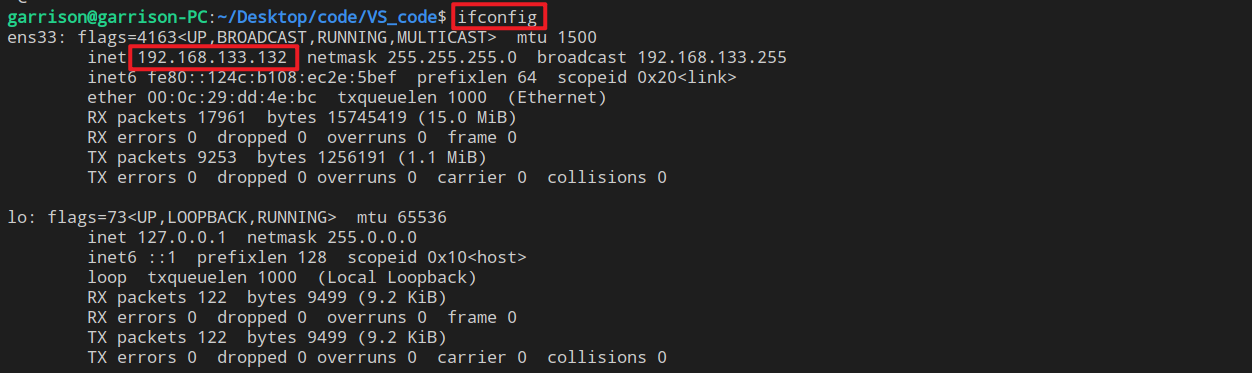 garrison@garrison-PC:~/Desktop/code/VS_code$ ifconfig
ens33: flags=4163<UP,BROADCAST,RUNNING,MULTICAST>  mtu 1500
        inet 192.168.133.132  netmask 255.255.255.0  broadcast 192.168.133.255
        inet6 fe80::124c:b108:ec2e:5bef  prefixlen 64  scopeid 0x20<link>
        ether 00:0c:29:dd:4e:bc  txqueuelen 1000  (Ethernet)
        RX packets 17961  bytes 15745419 (15.0 MiB)
        RX errors 0  dropped 0  overruns 0  frame 0
        TX packets 9253  bytes 1256191 (1.1 MiB)
        TX errors 0  dropped 0 overruns 0  carrier 0  collisions 0

lo: flags=73<UP,LOOPBACK,RUNNING>  mtu 65536
        inet 127.0.0.1  netmask 255.0.0.0
        inet6 ::1  prefixlen 128  scopeid 0x10<host>
        loop  txqueuelen 1000  (Local Loopback)
        RX packets 122  bytes 9499 (9.2 KiB)
        RX errors 0  dropped 0  overruns 0  frame 0
        TX packets 122  bytes 9499 (9.2 KiB)
        TX errors 0  dropped 0 overruns 0  carrier 0  collisions 0